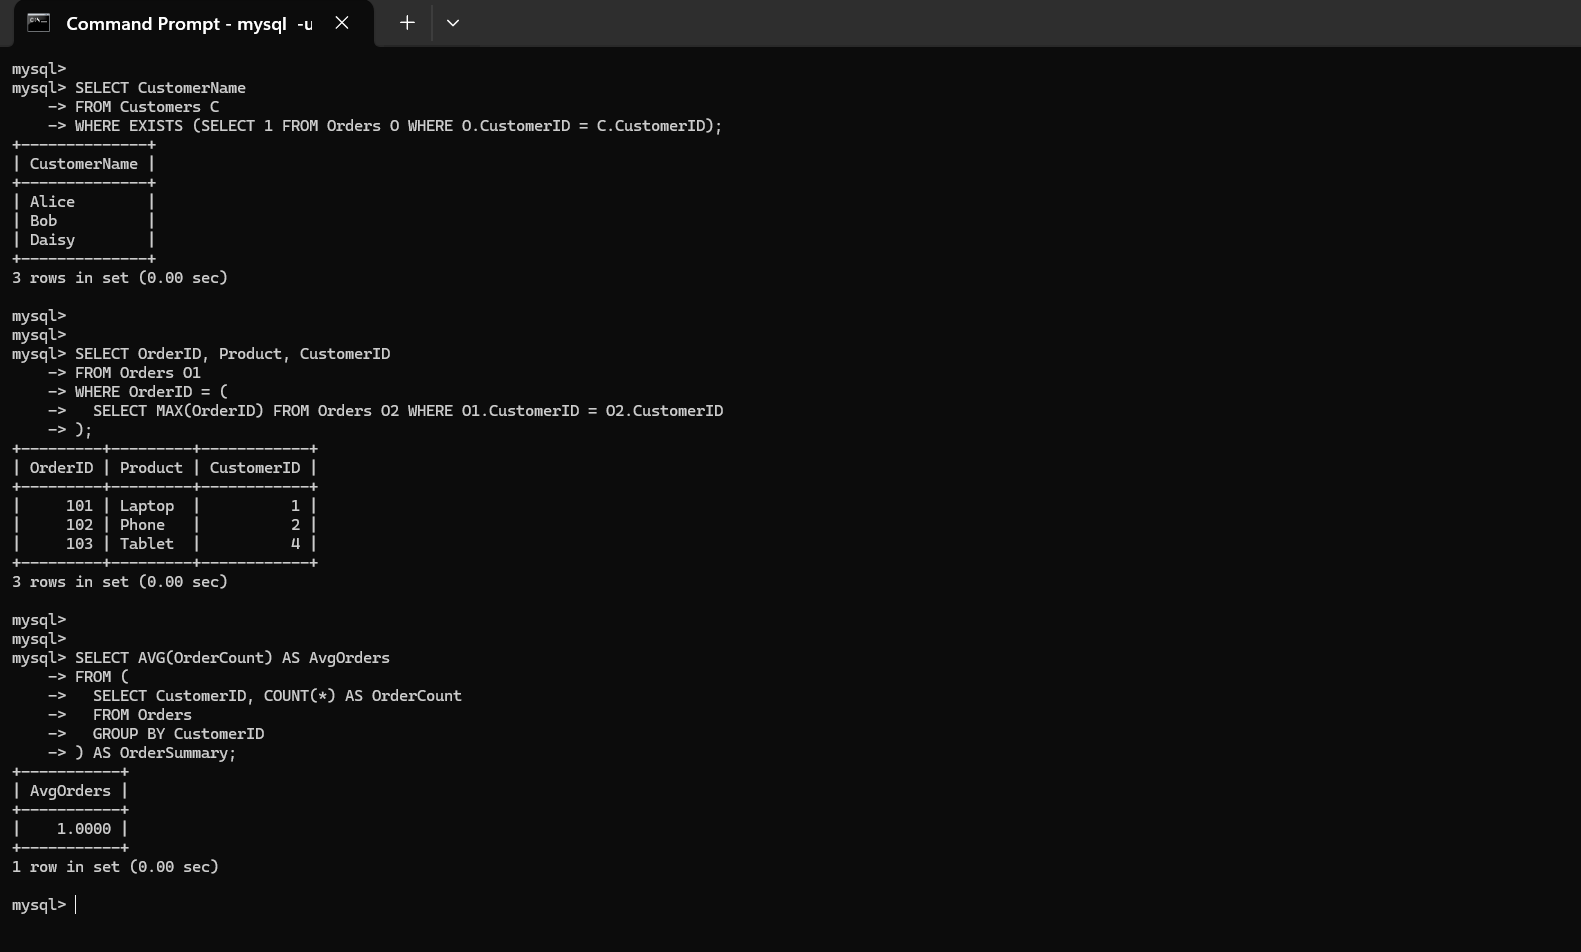 Command Prompt - mysql -u
mysql>
mysql> SELECT CustomerName
    -> FROM Customers C
    -> WHERE EXISTS (SELECT 1 FROM Orders O WHERE O.CustomerID = C.CustomerID);
+--------------+
| CustomerName |
+--------------+
| Alice        |
| Bob          |
| Daisy        |
+--------------+
3 rows in set (0.00 sec)
mysql>
mysql>
mysql> SELECT OrderID, Product, CustomerID
    -> FROM Orders O1
    -> WHERE OrderID = (
    ->   SELECT MAX(OrderID) FROM Orders O2 WHERE O1.CustomerID = O2.CustomerID
    -> );
+---------+---------+------------+
| OrderID | Product | CustomerID |
+---------+---------+------------+
|     101 | Laptop  |          1 |
|     102 | Phone   |          2 |
|     103 | Tablet  |          4 |
+---------+---------+------------+
3 rows in set (0.00 sec)
mysql>
mysql>
mysql> SELECT AVG(OrderCount) AS AvgOrders
    -> FROM (
    ->   SELECT CustomerID, COUNT(*) AS OrderCount
    ->   FROM Orders
    ->   GROUP BY CustomerID
    -> ) AS OrderSummary;
+-----------+
| AvgOrders |
+-----------+
|    1.0000 |
+-----------+
1 row in set (0.00 sec)
mysql>